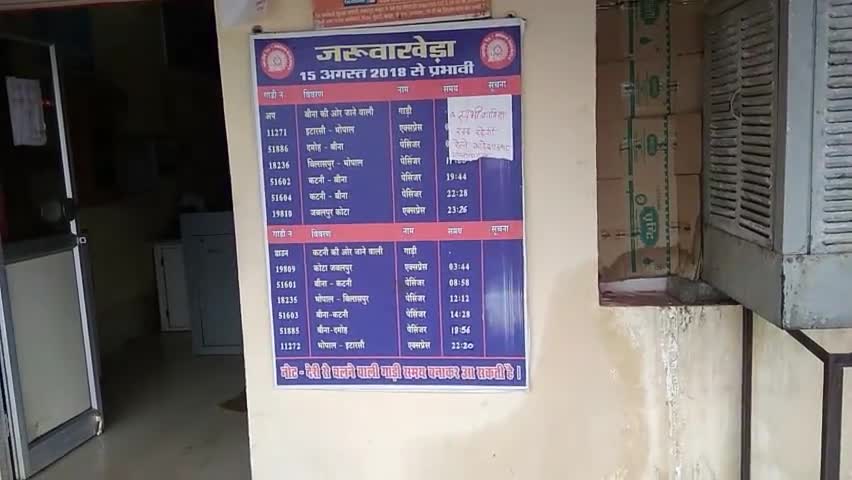 जरूवाखेड़ा
15 अगस्त 2018 से प्रभावी
गाड़ी न. विवरण नाम समय सूचना
अप बीना की ओर जाने वाली गाड़ी
11271 इटारसी - भोपाल एक्सप्रेस
51886 दमोह - बीना पेसिंजर
18236 बिलासपुर - भोपाल पेसिंजर
51602 कटनी - बीना पेसिंजर 19:44
51604 कटनी - बीना पेसिंजर 22:28
19810 जबलपुर कोटा एक्सप्रेस 23:26
गाड़ी न विवरण नाम समय सूचना
डाउन कटनी की ओर जाने वाली गाड़ी
19809 कोटा जबलपुर एक्सप्रेस 03:44
51601 बीना - कटनी पेसिंजर 08:58
18235 भोपाल - बिलासपुर पेसिंजर 12:12
51603 बीना - कटनी पेसिंजर 14:28
51885 बीना-दमोह पेसिंजर 18:56
11272 भोपाल - इटारसी एक्सप्रेस 22:20
नोट - देरी से चलने वाली गाड़ी समय बनाकर आ सकती है।